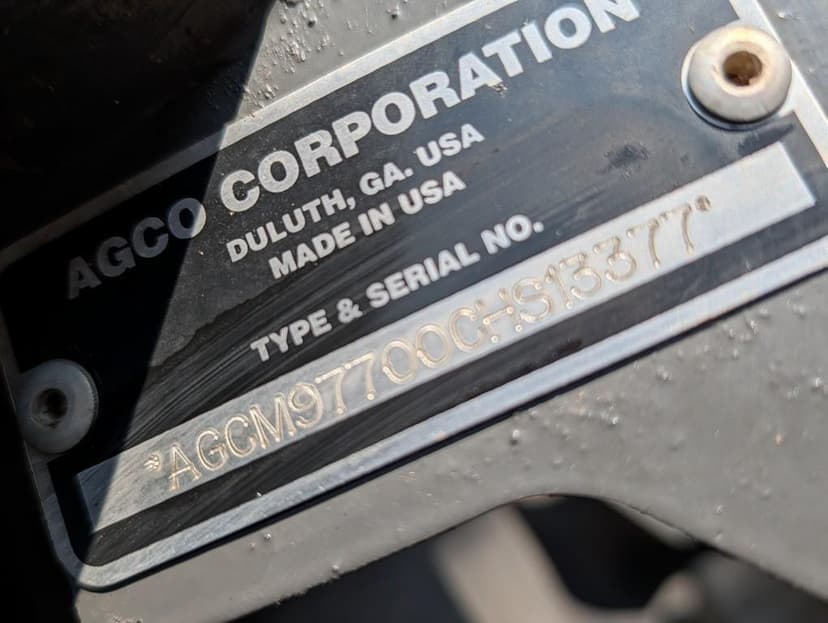 AGCO CORPORATION
DULUTH, GA. USA
MADE IN USA
TYPE & SERIAL NO.
*AGCM97700CHS13377*